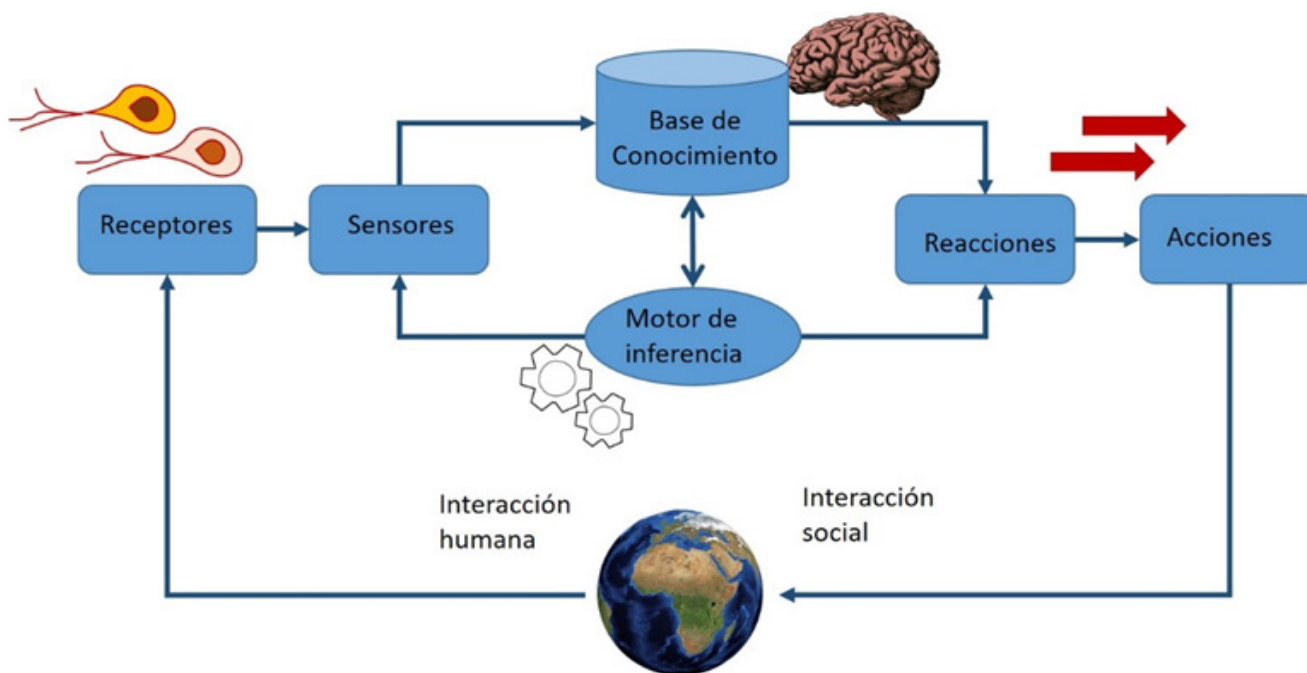 Base de
Conocimiento
Receptores
Sensores
Reacciones
Acciones
Motor de
inferencia
Interacción
humana
Interacción
social